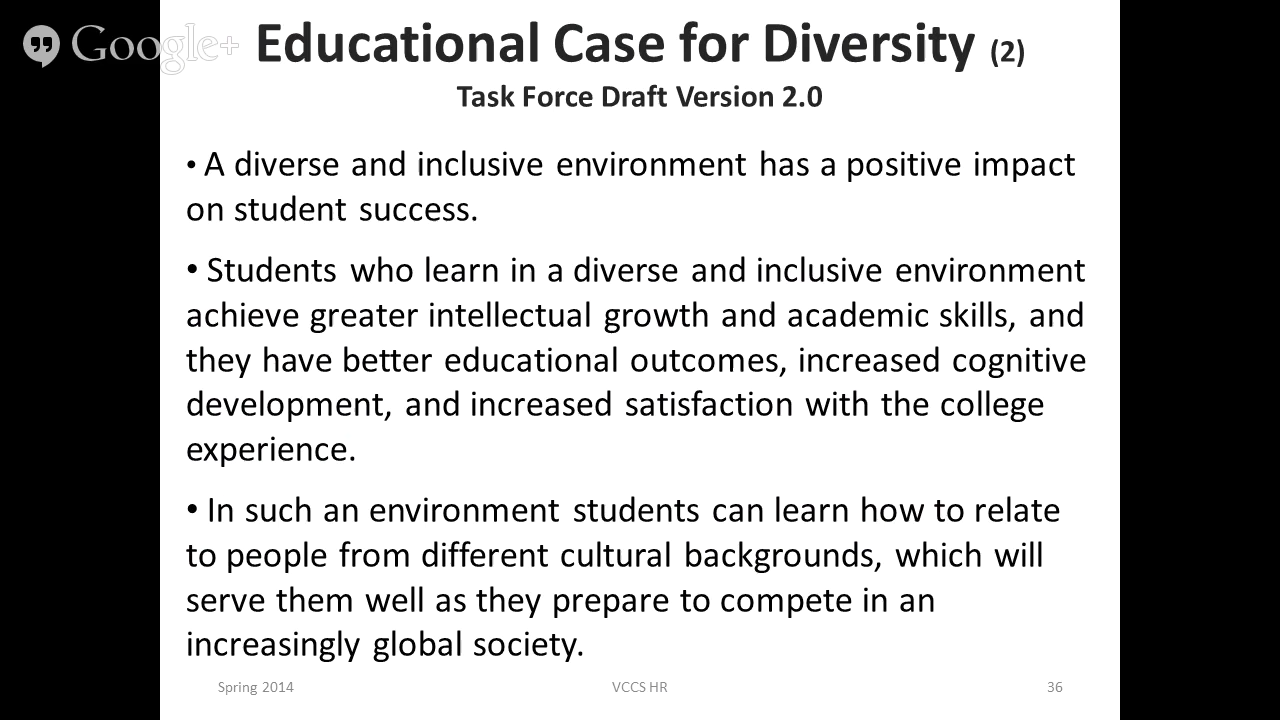 Google+
Educational Case for Diversity (2)
Task Force Draft Version 2.0
• A diverse and inclusive environment has a positive impact
on student success.
• Students who learn in a diverse and inclusive environment
achieve greater intellectual growth and academic skills, and
they have better educational outcomes, increased cognitive
development, and increased satisfaction with the college
experience.
• In such an environment students can learn how to relate
to people from different cultural backgrounds, which will
serve them well as they prepare to compete in an
increasingly global society.
Spring 2014
VCCS HR
36